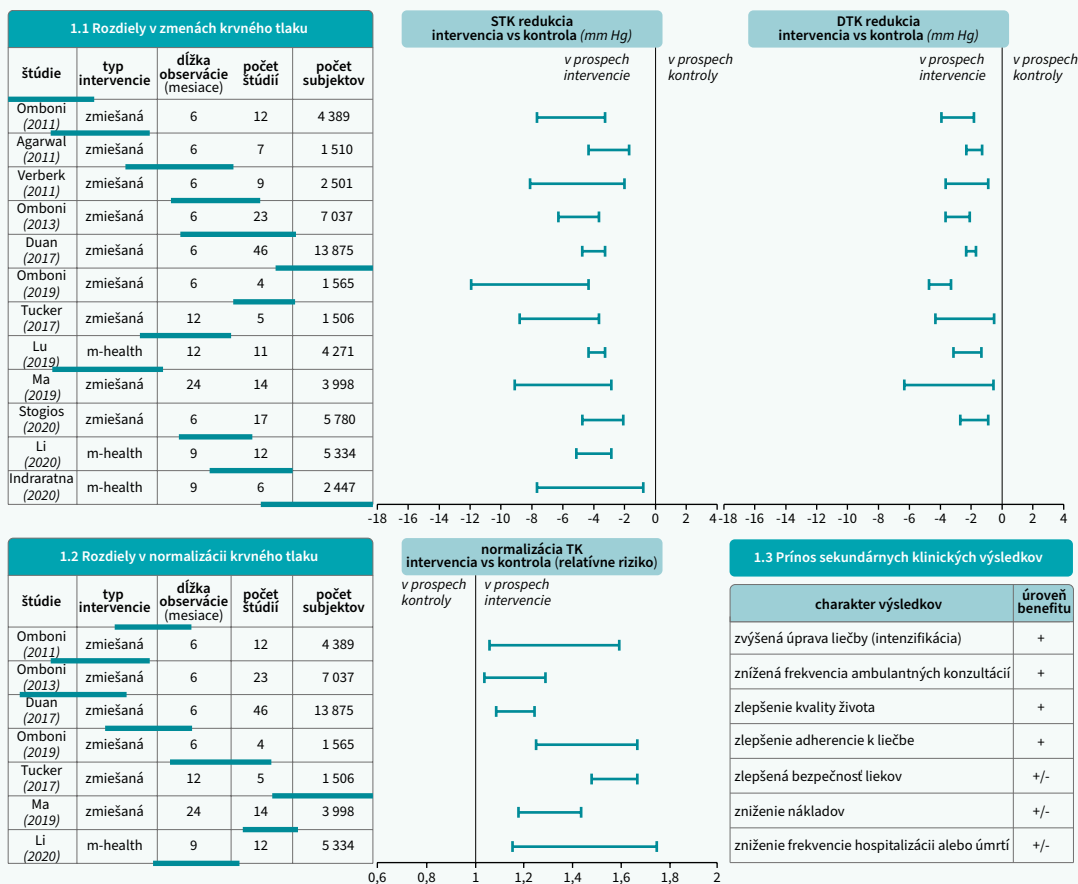 1.1 Rozdiely v zmenách krvného tlaku
štúdie
typ
intervencie
dĺžka
observácie
(mesiace)
počet
štúdií
počet
subjektov
Omboni
(2011)
zmiešaná
6
12
4 389
Agarwal
(2011)
zmiešaná
6
7
1 510
Verberk
(2011)
zmiešaná
6
9
2 501
Omboni
(2013)
zmiešaná
6
23
7 037
Duan
(2017)
zmiešaná
6
46
13 875
Omboni
(2019)
zmiešaná
6
4
1 565
Tucker
(2017)
zmiešaná
12
5
1 506
Lu
(2019)
m-health
12
11
4 271
Ma
(2019)
zmiešaná
24
14
3 998
Stogios
(2020)
zmiešaná
6
17
5 780
Li
(2020)
m-health
9
12
5 334
Indraratna
(2020)
m-health
9
6
2 447
STK redukcia
intervencia vs kontrola (mm Hg)
v prospech
intervencie
v prospech
kontroly
-18 -16 -14 -12 -10 -8 -6 -4 -2 0 2 4
DTK redukcia
intervencia vs kontrola (mm Hg)
v prospech
intervencie
v prospech
kontroly
-18 -16 -14 -12 -10 -8 -6 -4 -2 0 2 4
1.2 Rozdiely v normalizácii krvného tlaku
štúdie
typ
intervencie
dĺžka
observácie
(mesiace)
počet
štúdií
počet
subjektov
Omboni
(2011)
zmiešaná
6
12
4 389
Omboni
(2013)
zmiešaná
6
23
7 037
Duan
(2017)
zmiešaná
6
46
13 875
Omboni
(2019)
zmiešaná
6
4
1 565
Tucker
(2017)
zmiešaná
12
5
1 506
Ma
(2019)
zmiešaná
24
14
3 998
Li
(2020)
m-health
9
12
5 334
normalizácia TK
intervencia vs kontrola (relatívne riziko)
v prospech
kontroly
v prospech
intervencie
0,6 0,8 1 1,2 1,4 1,6 1,8 2
1.3 Prínos sekundárnych klinických výsledkov
charakter výsledkov
úroveň
benefitu
zvýšená úprava liečby (intenzifikácia)
+
znížená frekvencia ambulantných konzultácií
+
zlepšenie kvality života
+
zlepšenie adherencie k liečbe
+
zlepšená bezpečnosť liekov
+/-
zniženie nákladov
+/-
zniženie frekvencie hospitalizácií alebo úmrtí
+/-